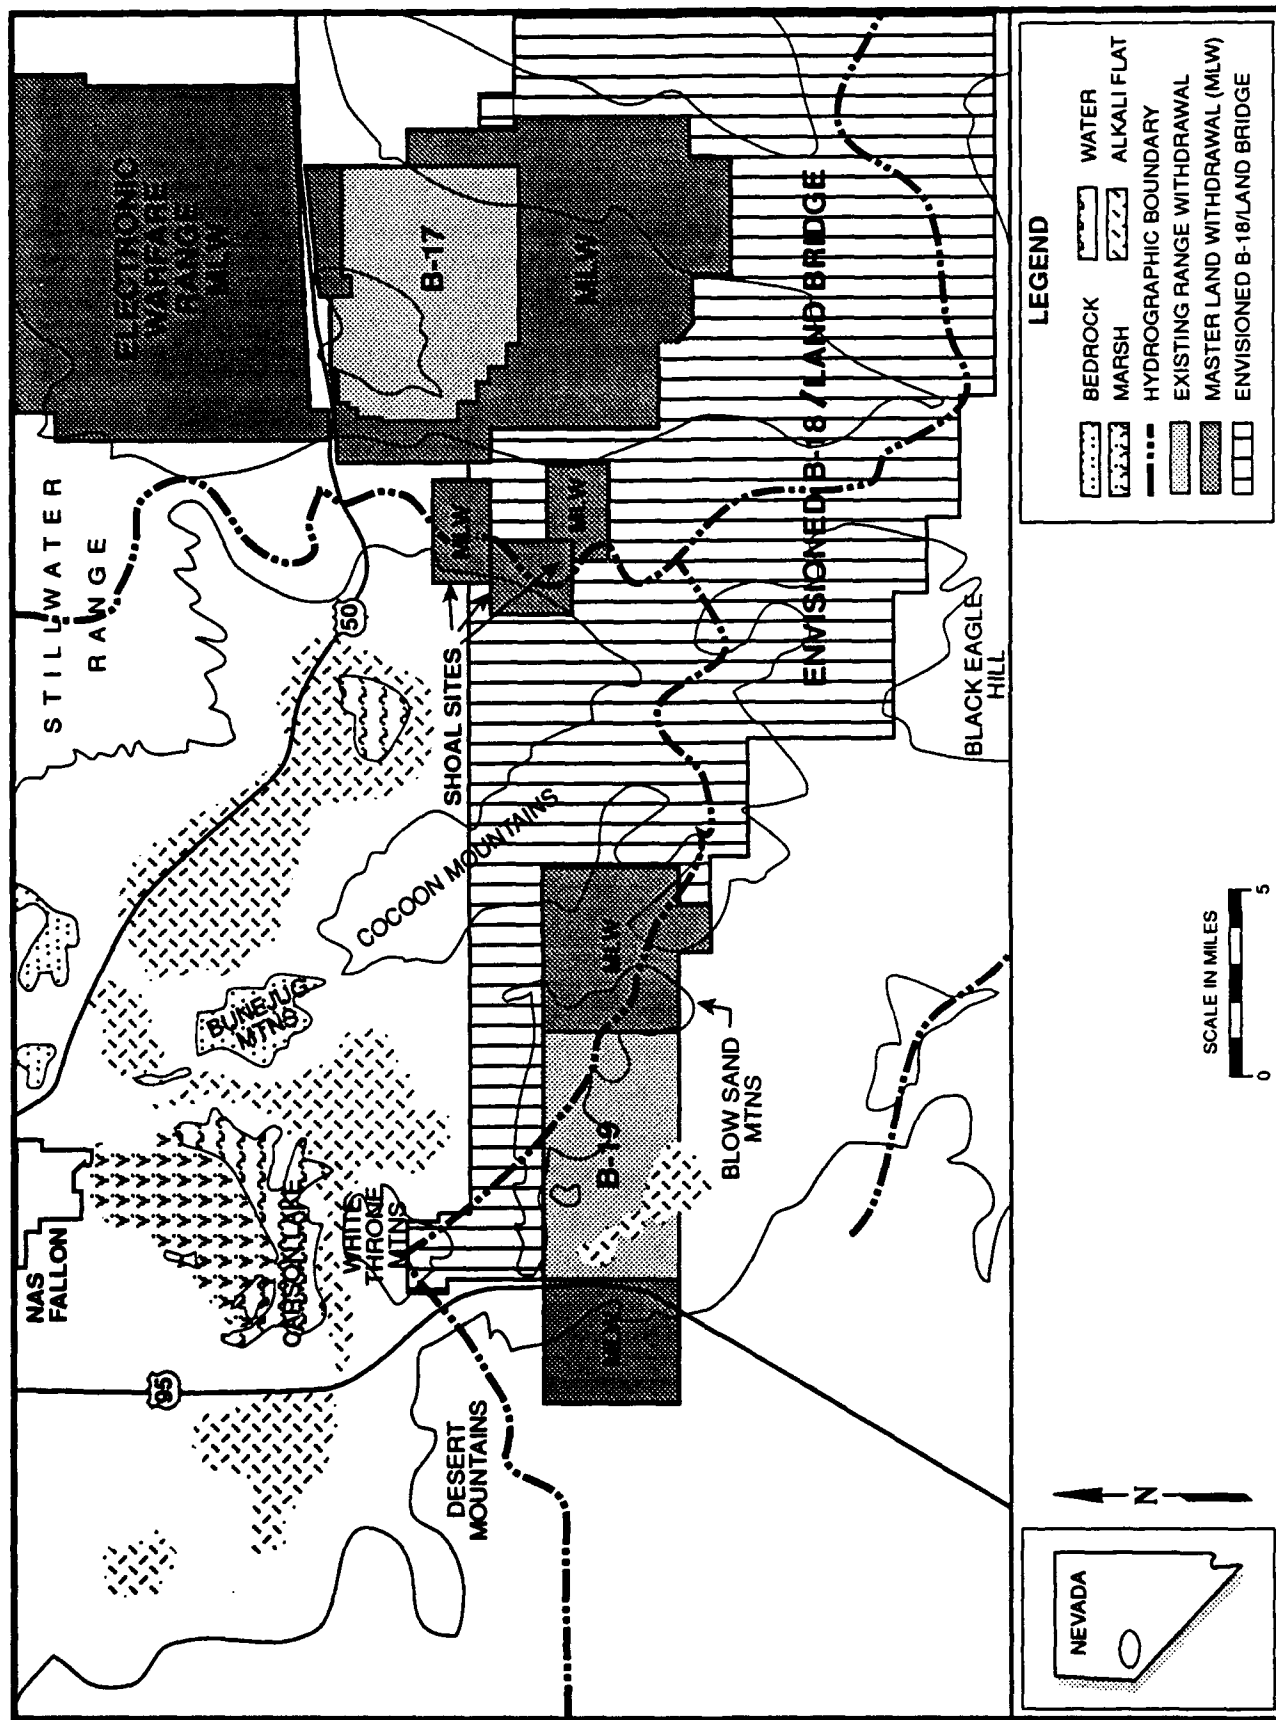 NAS
FALLON
STILLWATER
RANGE
ELECTRONIC
WARFARE
RANGE
MLW
95
50
CARSON LAKE
BUNEJUG
MTNS
WHITE
THRONE
MTNS
COCOON MOUNTAINS
SHOAL SITES
MLW
MLW
B-17
MLW
DESERT
MOUNTAINS
MLW
B-19
MLW
BLOW SAND
MTNS
ENVISIONED B-18 / LAND BRIDGE
BLACK EAGLE
HILL
NEVADA
N
SCALE IN MILES
0
5
LEGEND
BEDROCK
WATER
MARSH
ALKALI FLAT
HYDROGRAPHIC BOUNDARY
EXISTING RANGE WITHDRAWAL
MASTER LAND WITHDRAWAL (MLW)
ENVISIONED B-18/LAND BRIDGE